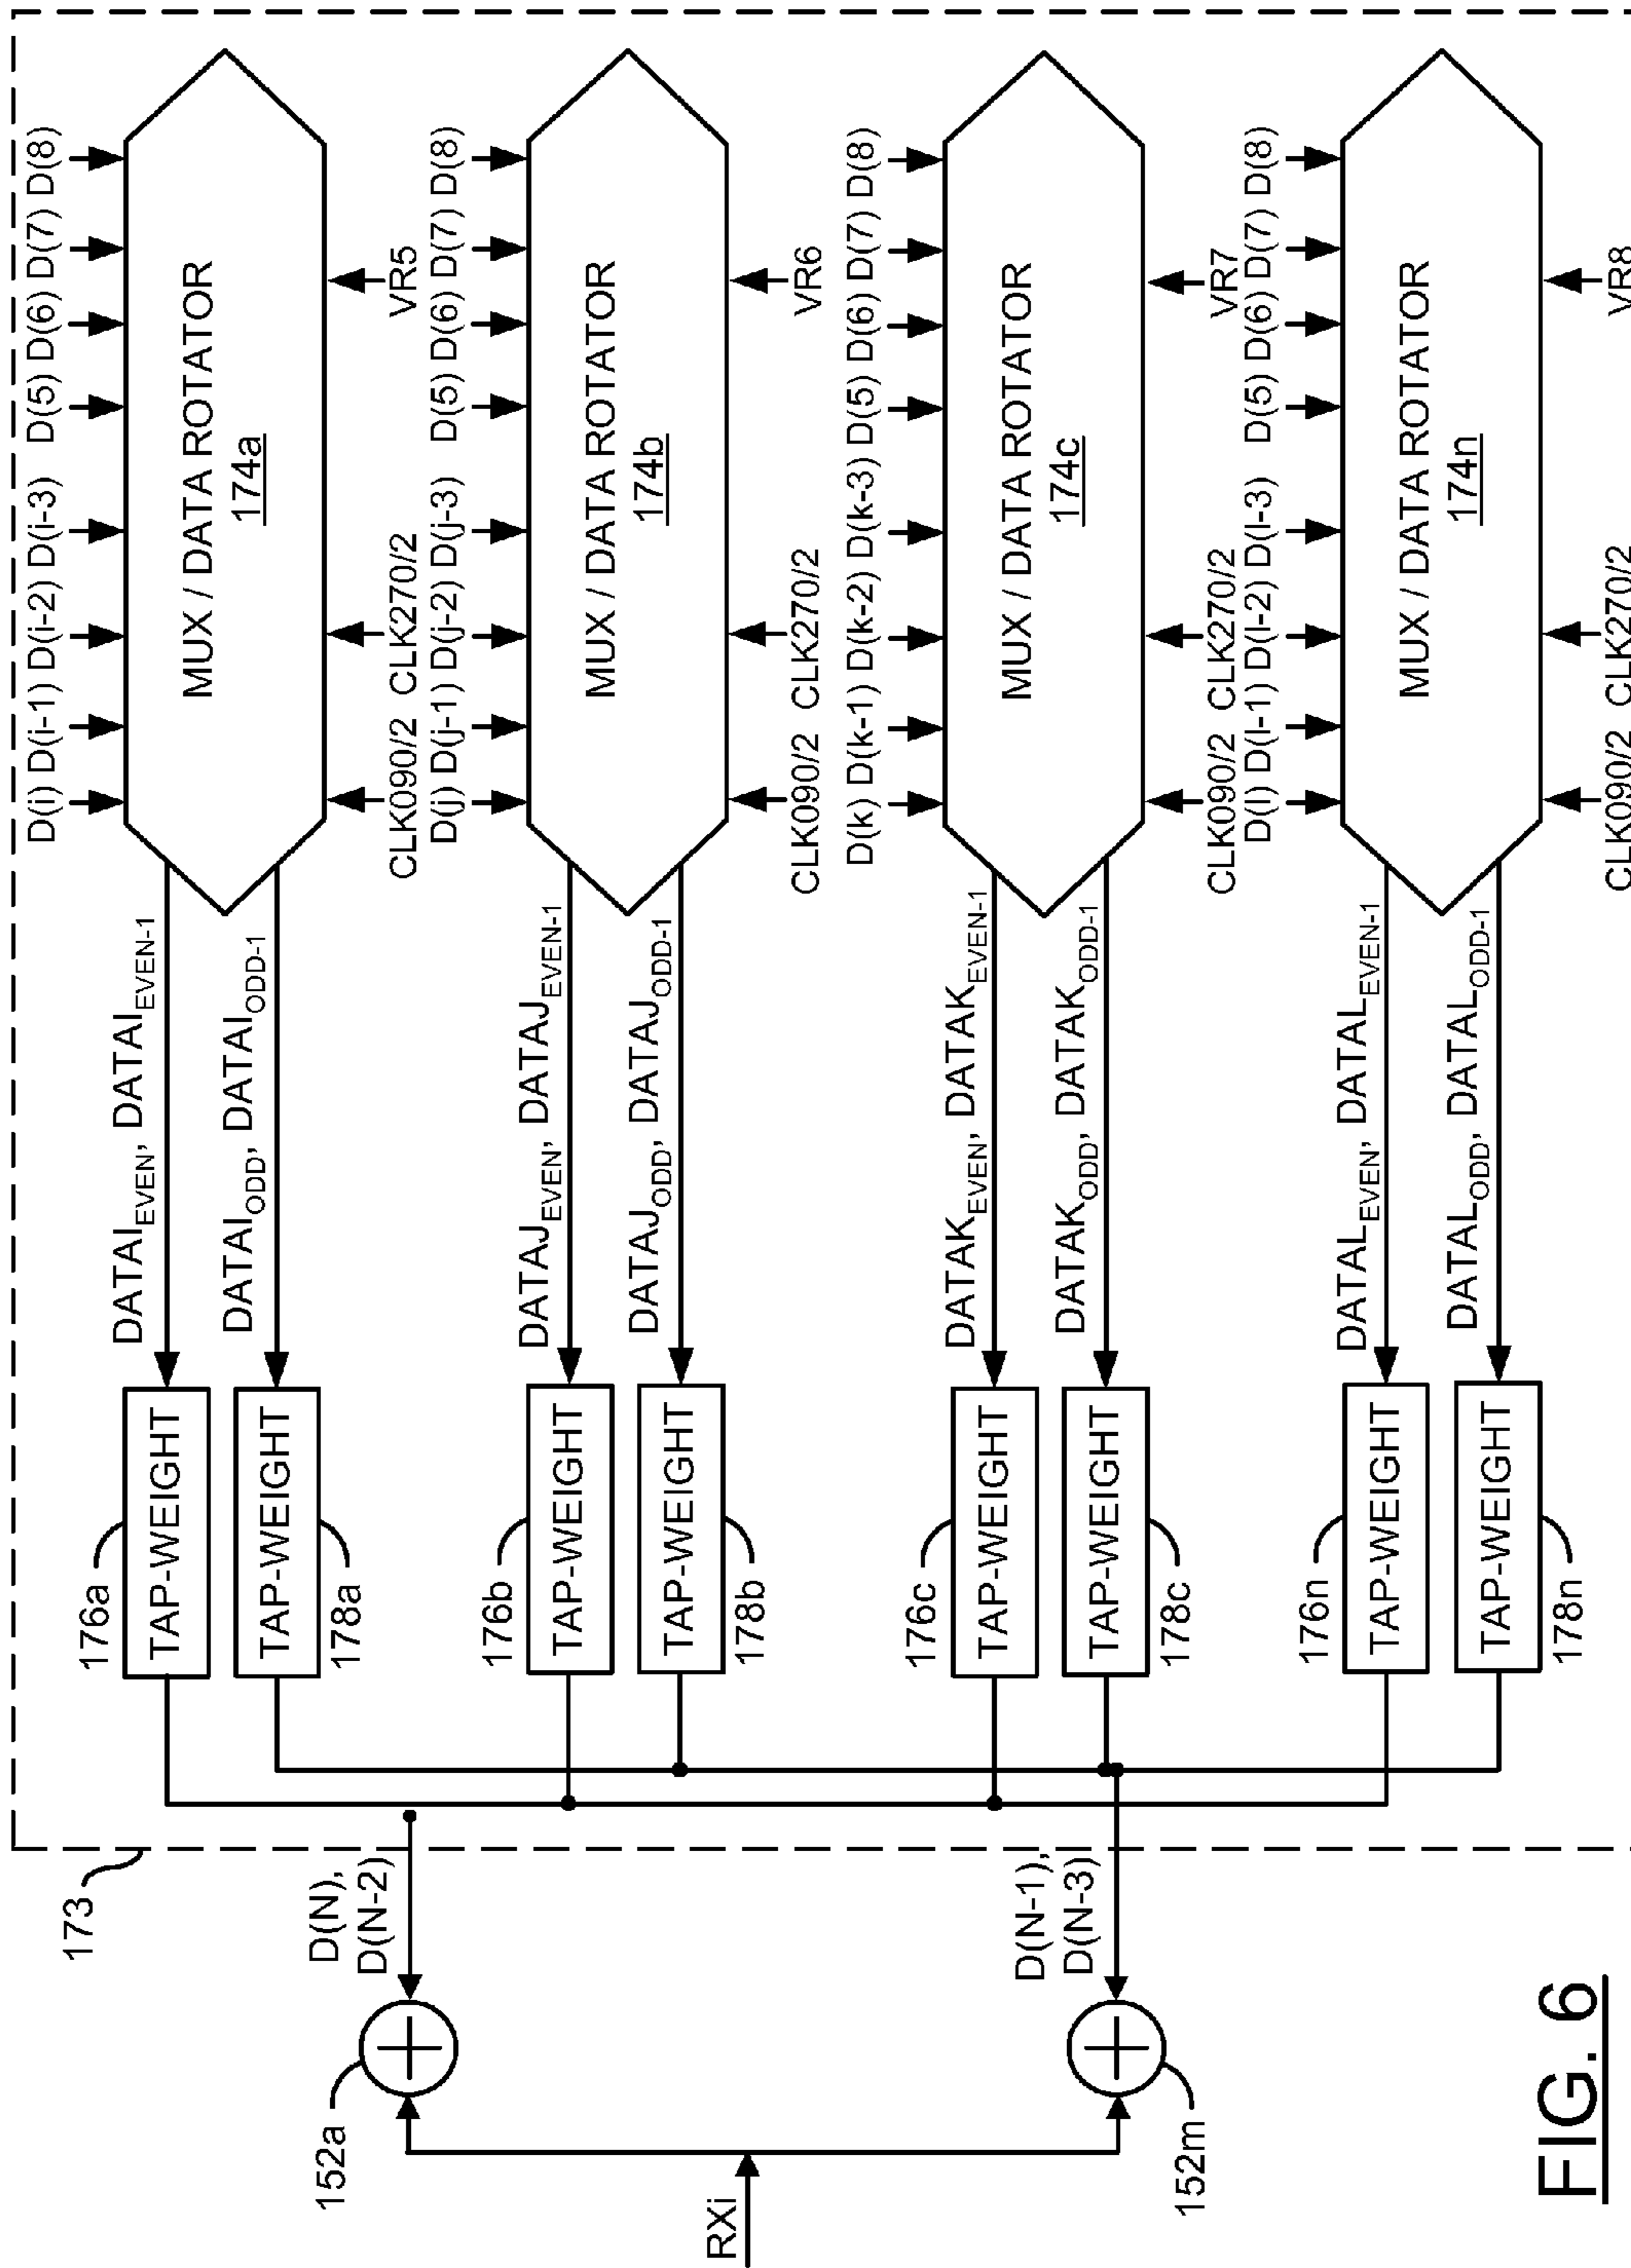 D(i) D(i-1) D(i-2) D(i-3) D(5) D(6) D(7) D(8)
173
176a
TAP-WEIGHT
DATAI_EVEN, DATAI_EVEN-1
MUX / DATA ROTATOR
174a
TAP-WEIGHT
DATAI_ODD, DATAI_ODD-1
178a
CLK090/2 CLK270/2
VR5
152a
D(N),
D(N-2)
D(j) D(j-1) D(j-2) D(j-3) D(5) D(6) D(7) D(8)
176b
TAP-WEIGHT
DATAJ_EVEN, DATAJ_EVEN-1
MUX / DATA ROTATOR
174b
TAP-WEIGHT
DATAJ_ODD, DATAJ_ODD-1
178b
CLK090/2 CLK270/2
VR6
RXi
D(k) D(k-1) D(k-2) D(k-3) D(5) D(6) D(7) D(8)
176c
TAP-WEIGHT
DATAK_EVEN, DATAK_EVEN-1
MUX / DATA ROTATOR
174c
TAP-WEIGHT
DATAK_ODD, DATAK_ODD-1
178c
CLK090/2 CLK270/2
VR7
152m
D(N-1),
D(N-3)
D(l) D(l-1) D(l-2) D(l-3) D(5) D(6) D(7) D(8)
176n
TAP-WEIGHT
DATAL_EVEN, DATAL_EVEN-1
MUX / DATA ROTATOR
174n
TAP-WEIGHT
DATAL_ODD, DATAL_ODD-1
178n
CLK090/2 CLK270/2
VR8
FIG. 6